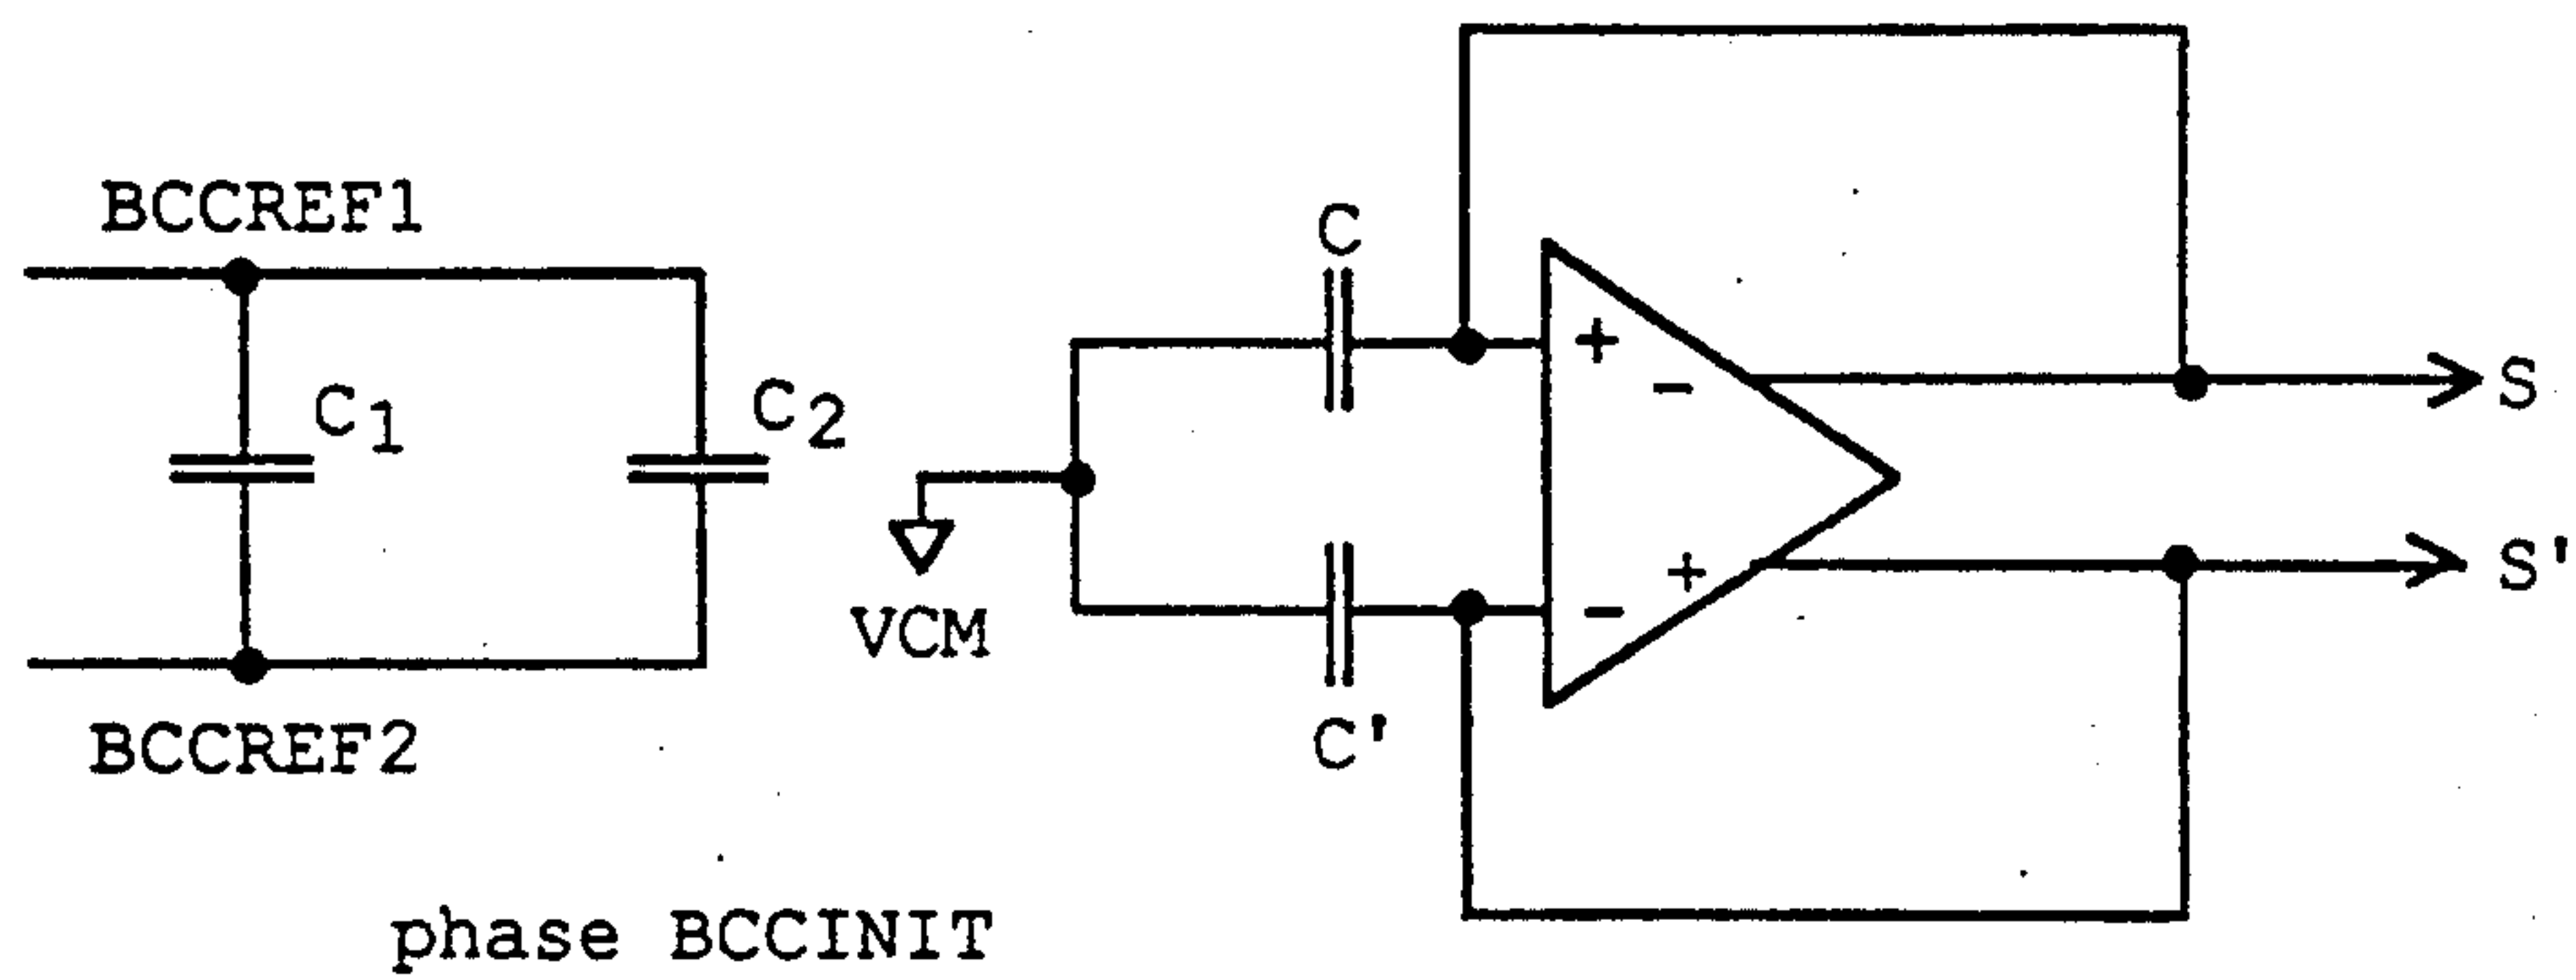 BCCREF1
C
+
-
S
C1
C2
VCM
+
S'
-
BCCREF2
C'
phase BCCINIT